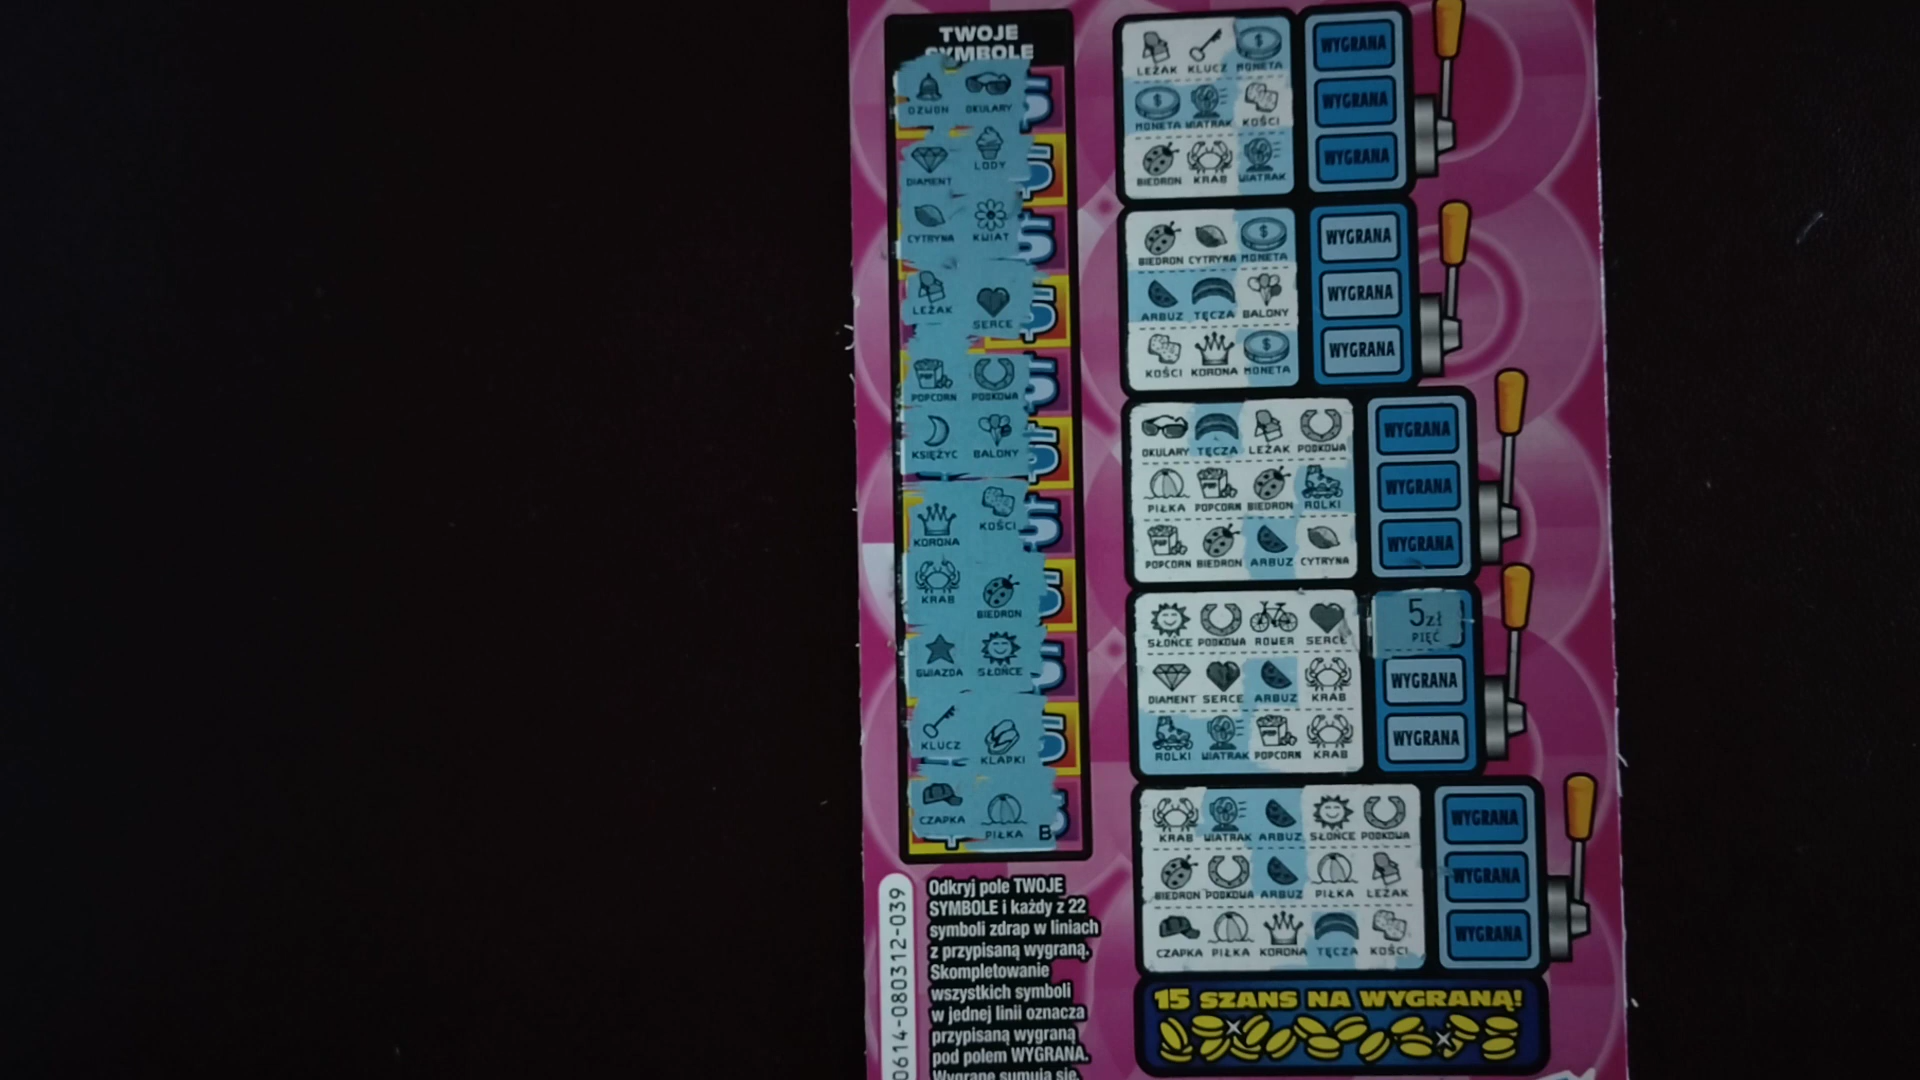 TWOJE
SYMBOLE
DZWON OKULARY
DIAMENT LODY
CYTRYNA KWIAT
LEŻAK SERCE
POPCORN PODKOWA
KSIĘŻYC BALONY
KORONA KOŚCI
KRAB BIEDRON
GWIAZDA SŁOŃCE
KLUCZ KLAPKI
CZAPKA PIŁKA B
LEŻAK KLUCZ MONETA WYGRANA
MONETA WIATRAK KOŚCI WYGRANA
BIEDRON KRAB WIATRAK WYGRANA
BIEDRON CYTRYNA MONETA WYGRANA
ARBUZ TĘCZA BALONY WYGRANA
KOŚCI KORONA MONETA WYGRANA
OKULARY TĘCZA LEŻAK PODKOWA WYGRANA
PIŁKA POPCORN BIEDRON ROLKI WYGRANA
POPCORN BIEDRON ARBUZ CYTRYNA WYGRANA
SŁOŃCE PODKOWA ROWER SERCE 5zł
PIĘĆ
DIAMENT SERCE ARBUZ KRAB WYGRANA
ROLKI WIATRAK POPCORN KRAB WYGRANA
KRAB WIATRAK ARBUZ SŁOŃCE PODKOWA WYGRANA
BIEDRON PODKOWA ARBUZ PIŁKA LEŻAK WYGRANA
CZAPKA PIŁKA KORONA TĘCZA KOŚCI WYGRANA
15 SZANS NA WYGRANĄ!
0614-080312-039
Odkryj pole TWOJE
SYMBOLE i każdy z 22
symboli zdrap w liniach
z przypisaną wygraną.
Skompletowanie
wszystkich symboli
w jednej linii oznacza
przypisaną wygraną
pod polem WYGRANA.
Wygrane sumują się.